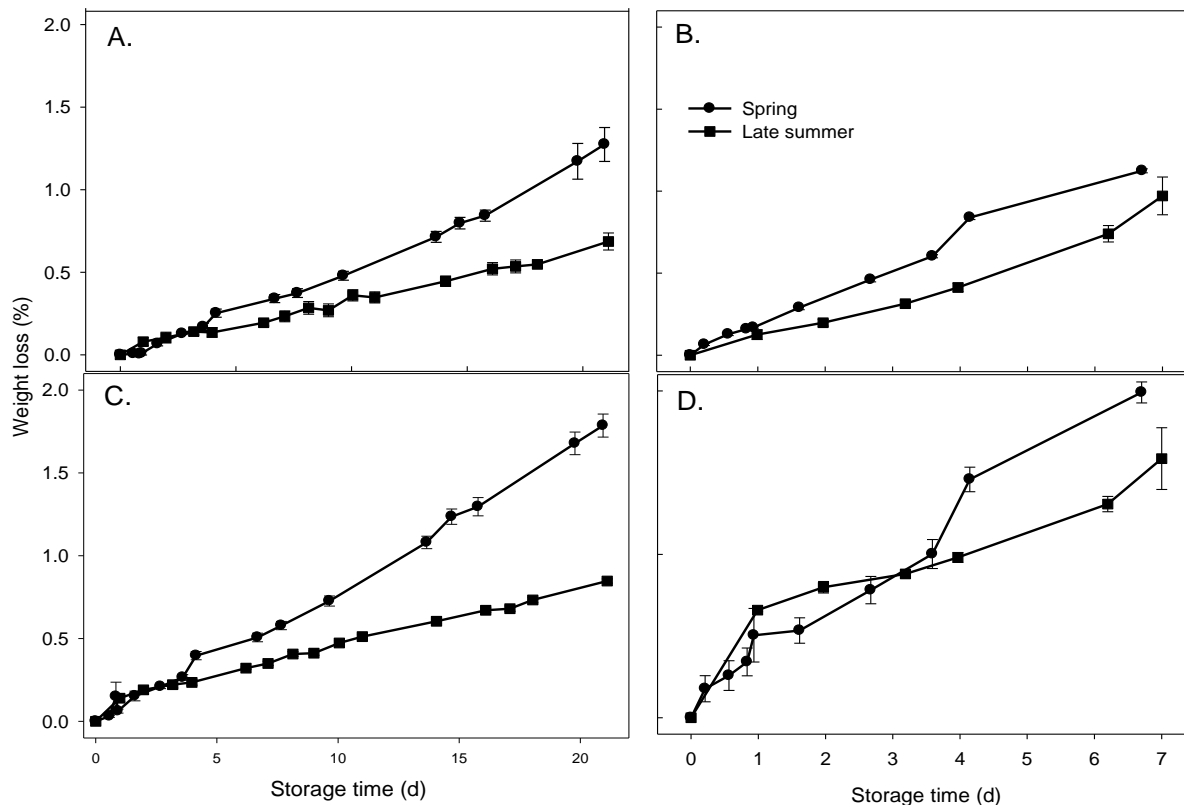 2.0
A.
B.
1.5
Spring
Late summer
1.0
0.5
0.0
Weight loss (%)
2.0
C.
D.
1.5
1.0
0.5
0.0
0 5 10 15 20
0 1 2 3 4 5 6 7
Storage time (d)
Storage time (d)